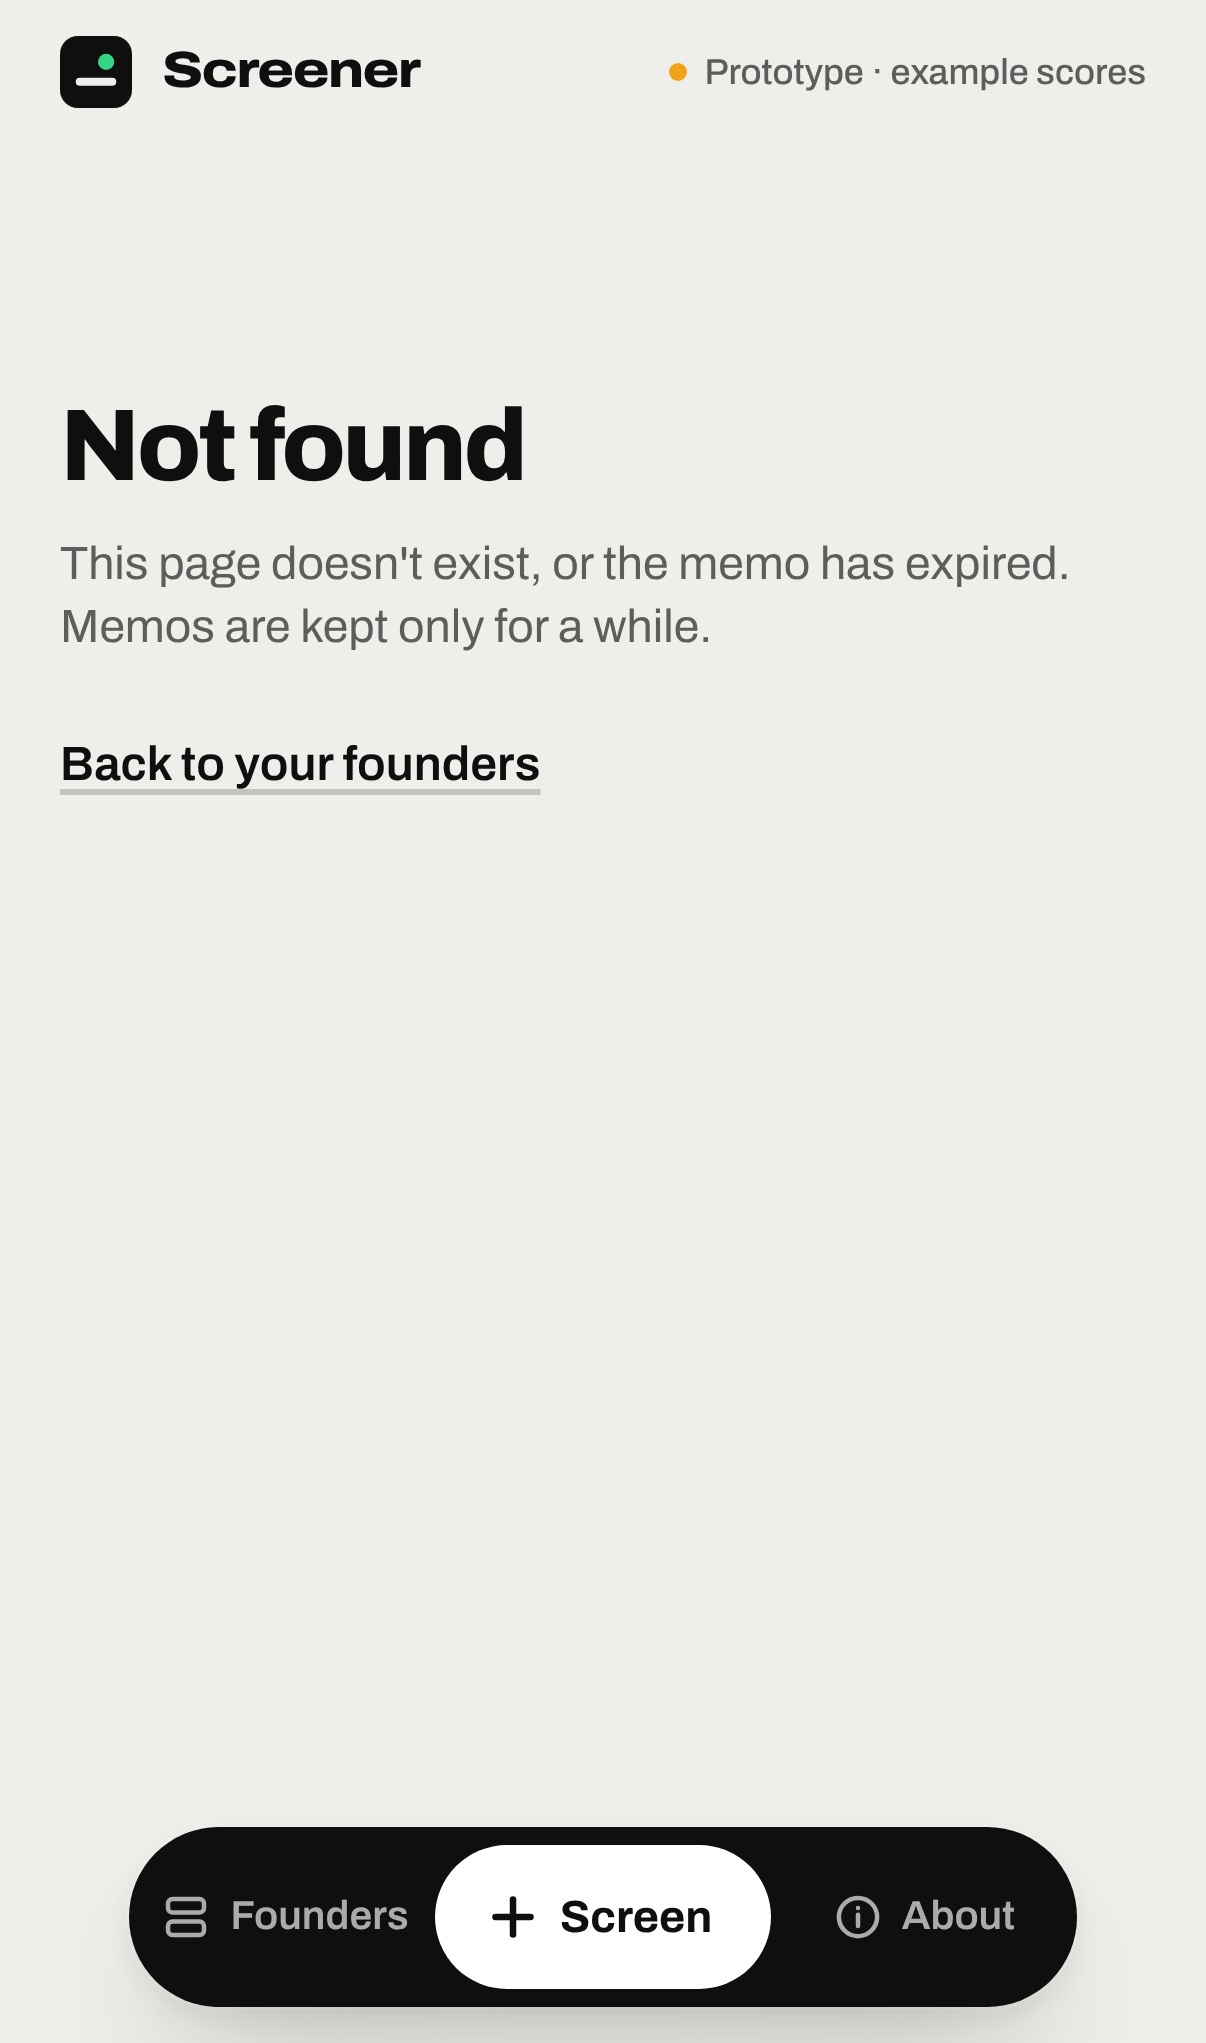 Screener
Prototype · example scores
Not found
This page doesn't exist, or the memo has expired.
Memos are kept only for a while.
Back to your founders
Founders
Screen
About